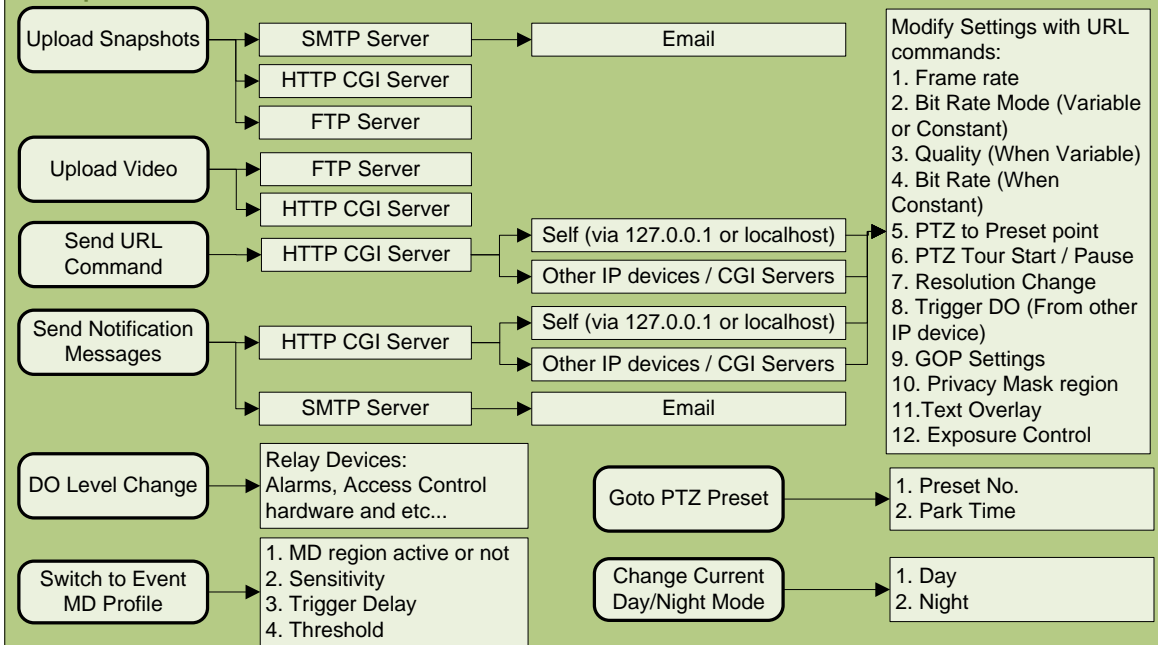 Upload Snapshots
SMTP Server
Email
HTTP CGI Server
FTP Server
Upload Video
FTP Server
HTTP CGI Server
Send URL
Command
HTTP CGI Server
Self (via 127.0.0.1 or localhost)
Other IP devices / CGI Servers
Send Notification
Messages
HTTP CGI Server
Self (via 127.0.0.1 or localhost)
Other IP devices / CGI Servers
SMTP Server
Email
Modify Settings with URL
commands:
1. Frame rate
2. Bit Rate Mode (Variable
or Constant)
3. Quality (When Variable)
4. Bit Rate (When
Constant)
5. PTZ to Preset point
6. PTZ Tour Start / Pause
7. Resolution Change
8. Trigger DO (From other
IP device)
9. GOP Settings
10. Privacy Mask region
11.Text Overlay
12. Exposure Control
DO Level Change
Relay Devices:
Alarms, Access Control
hardware and etc...
Goto PTZ Preset
1. Preset No.
2. Park Time
Switch to Event
MD Profile
1. MD region active or not
2. Sensitivity
3. Trigger Delay
4. Threshold
Change Current
Day/Night Mode
1. Day
2. Night